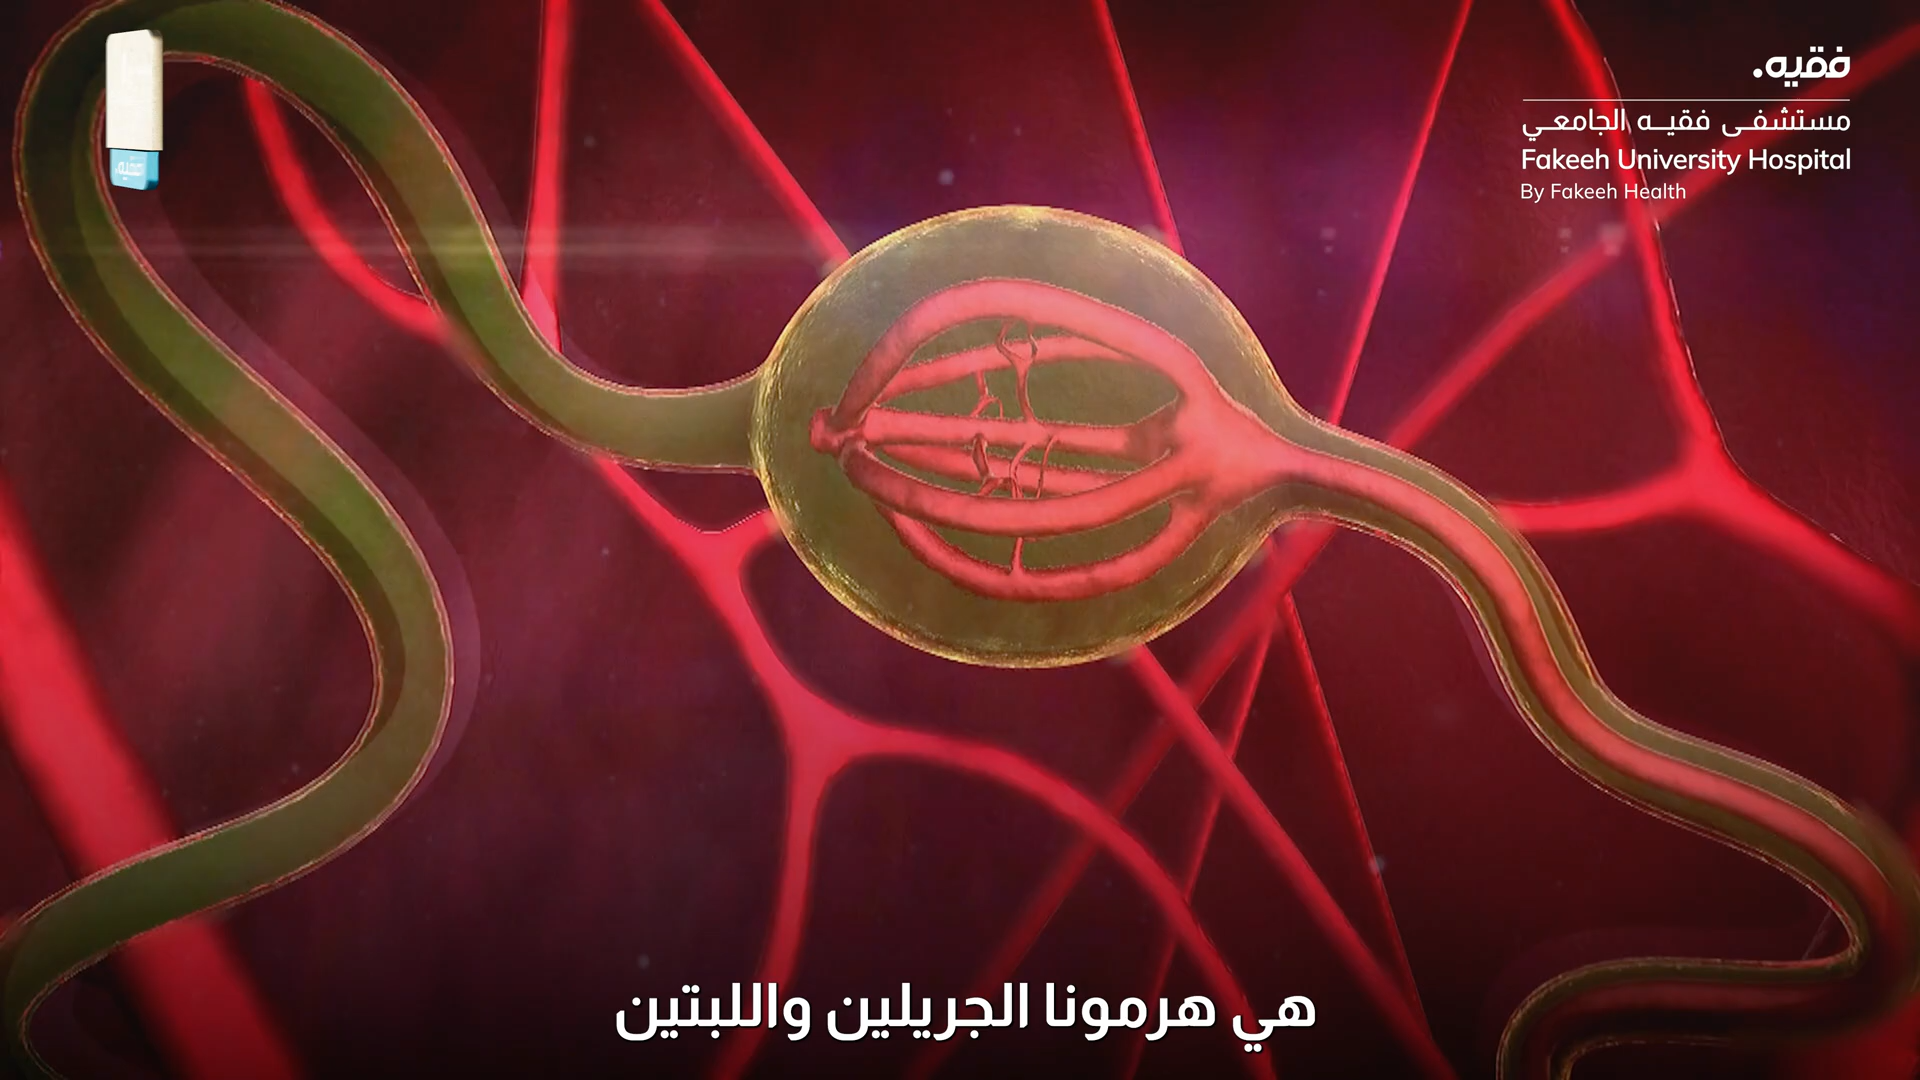 فقيه.
مستشفى فقيه الجامعي
Fakeeh University Hospital
By Fakeeh Health
هي هرمونا الجريلين واللبتين